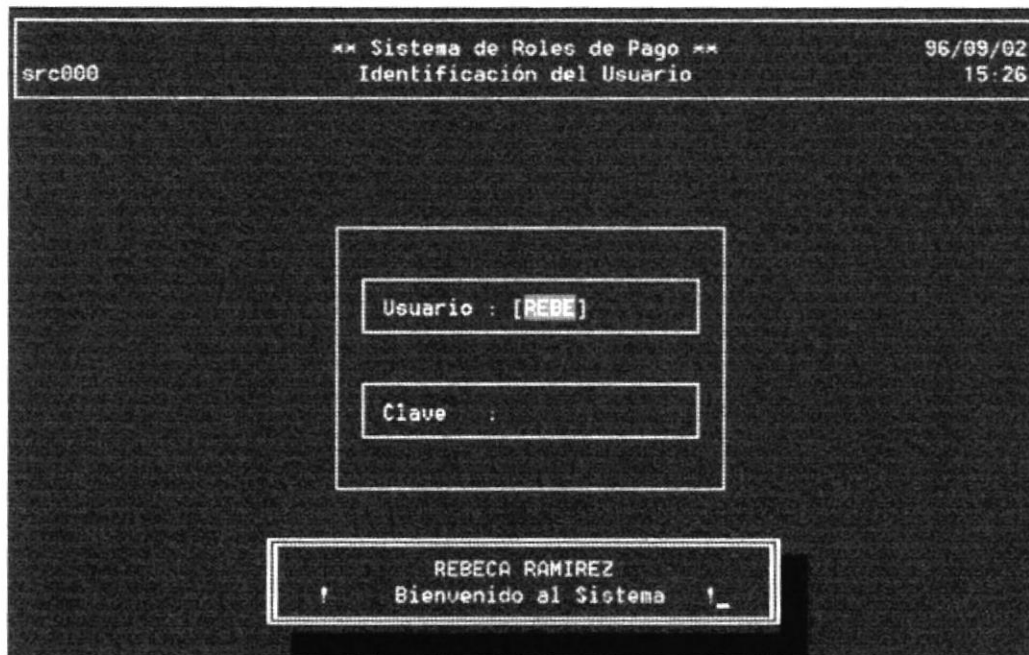 ** Sistema de Roles de Pago **
96/09/02
src000
Identificación del Usuario
15:26
Usuario : [REBE]
Clave :
REBECA RAMIREZ
! Bienvenido al Sistema !_